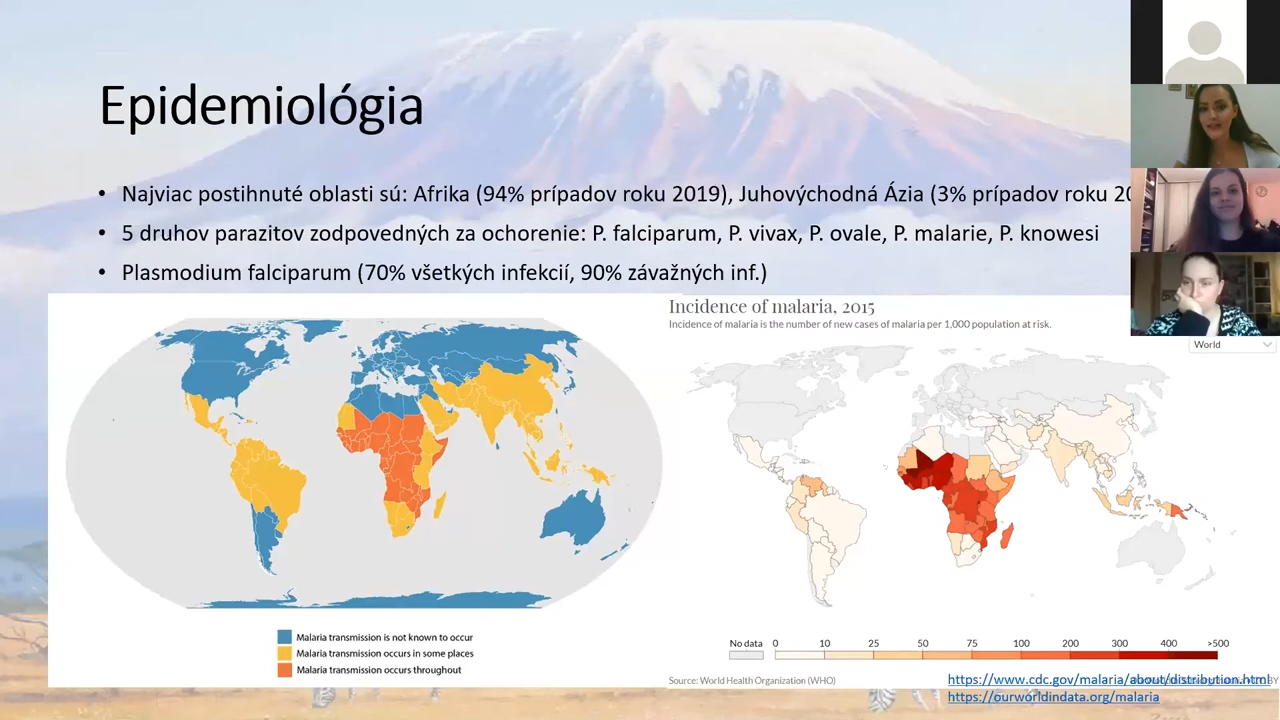 Epidemiológia
• Najviac postihnuté oblasti sú: Afrika (94% prípadov roku 2019), Juhovýchodná Ázia (3% prípadov roku 20
• 5 druhov parazitov zodpovedných za ochorenie: P. falciparum, P. vivax, P. ovale, P. malarie, P. knowesi
• Plasmodium falciparum (70% všetkých infekcií, 90% závažných inf.)
Incidence of malaria, 2015
Incidence of malaria is the number of new cases of malaria per 1,000 population at risk.
World
Malaria transmission is not known to occur
Malaria transmission occurs in some places
Malaria transmission occurs throughout
No data 0 10 25 50 75 100 200 300 400 >500
Source: World Health Organization (WHO)
https://www.cdc.gov/malaria/about/distribution.html
https://ourworldindata.org/malaria